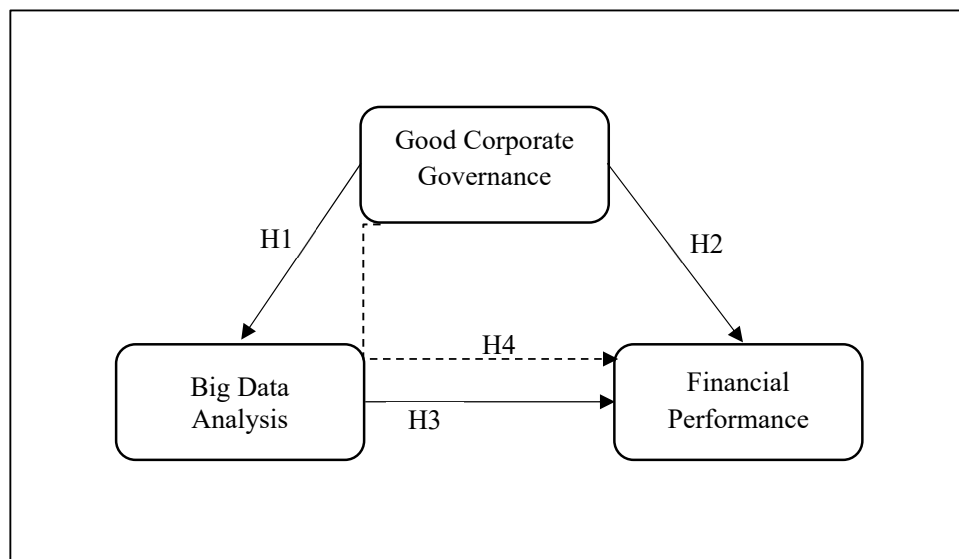 Good Corporate
Governance
H1
H2
H4
Big Data
Analysis
H3
Financial
Performance